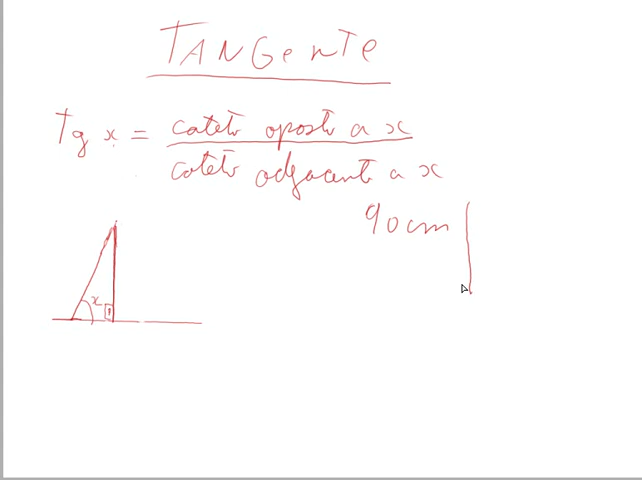 TANGeNTe
Tg x = cateto oposto a x
cateto adjacente a x
90cm
x